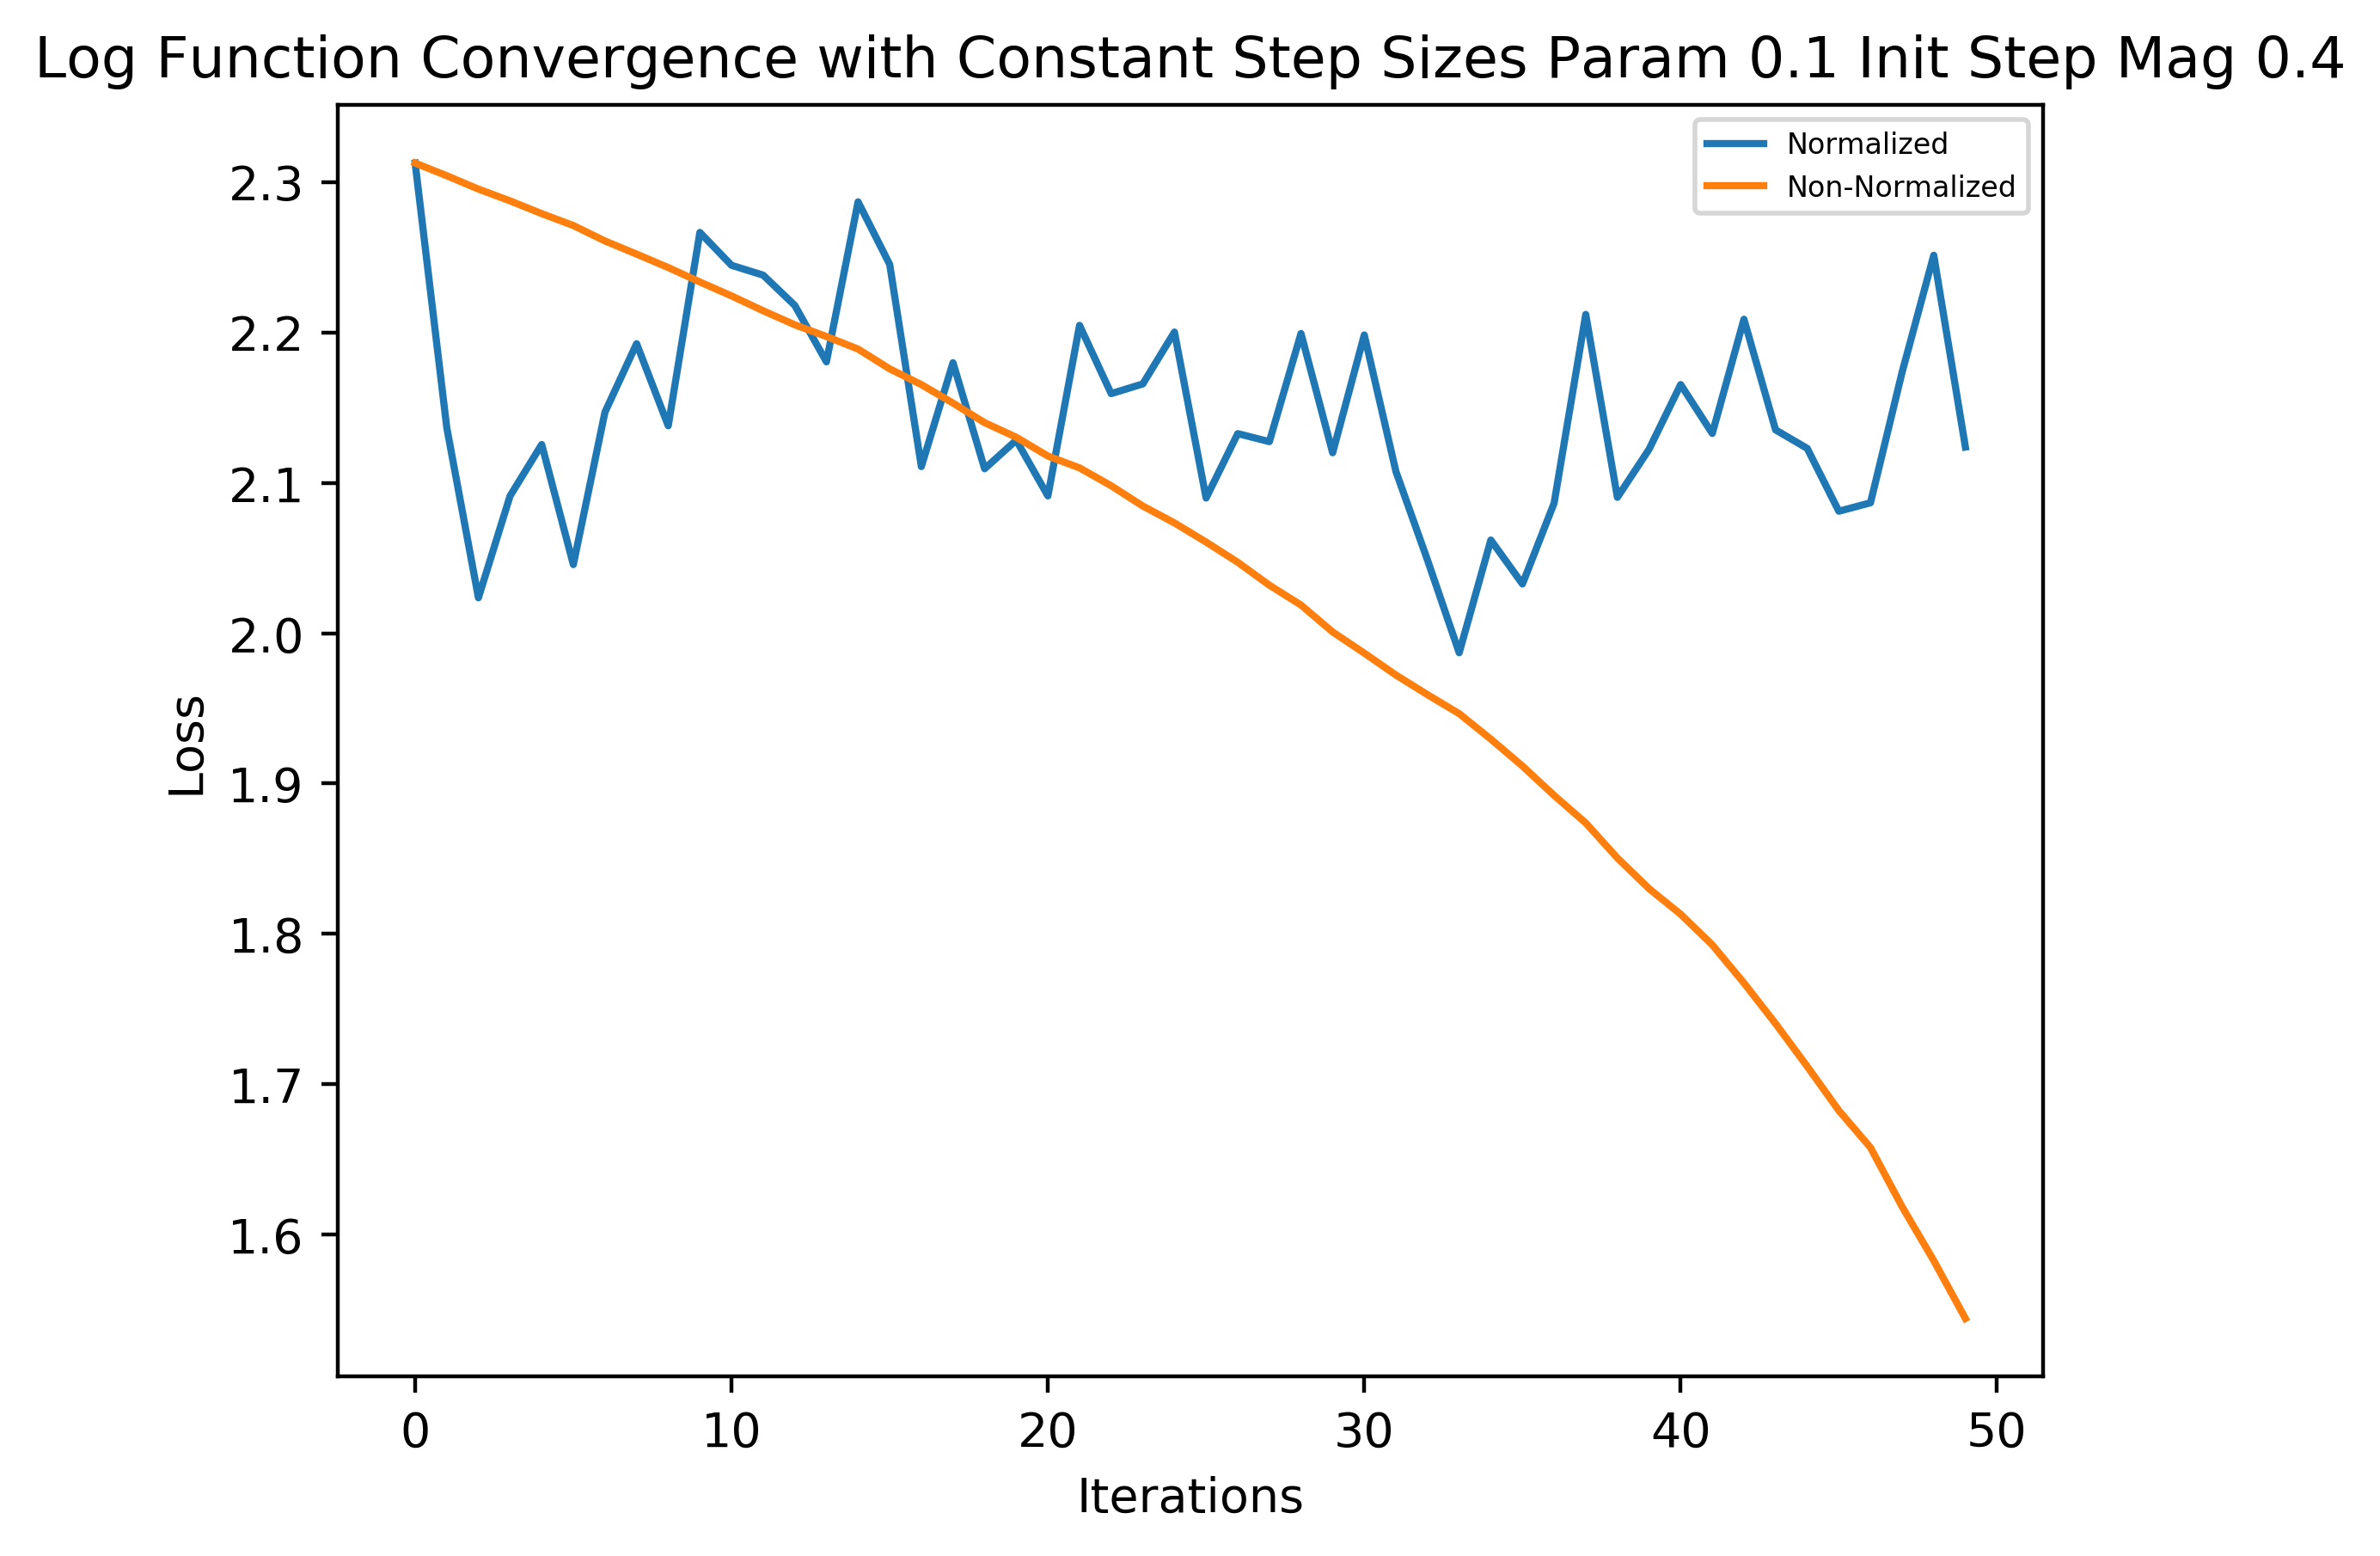 Log Function Convergence with Constant Step Sizes Param 0.1 Init Step Mag 0.4
Normalized
Non-Normalized
2.3
2.2
2.1
2.0
1.9
1.8
1.7
1.6
Loss
0 10 20 30 40 50
Iterations